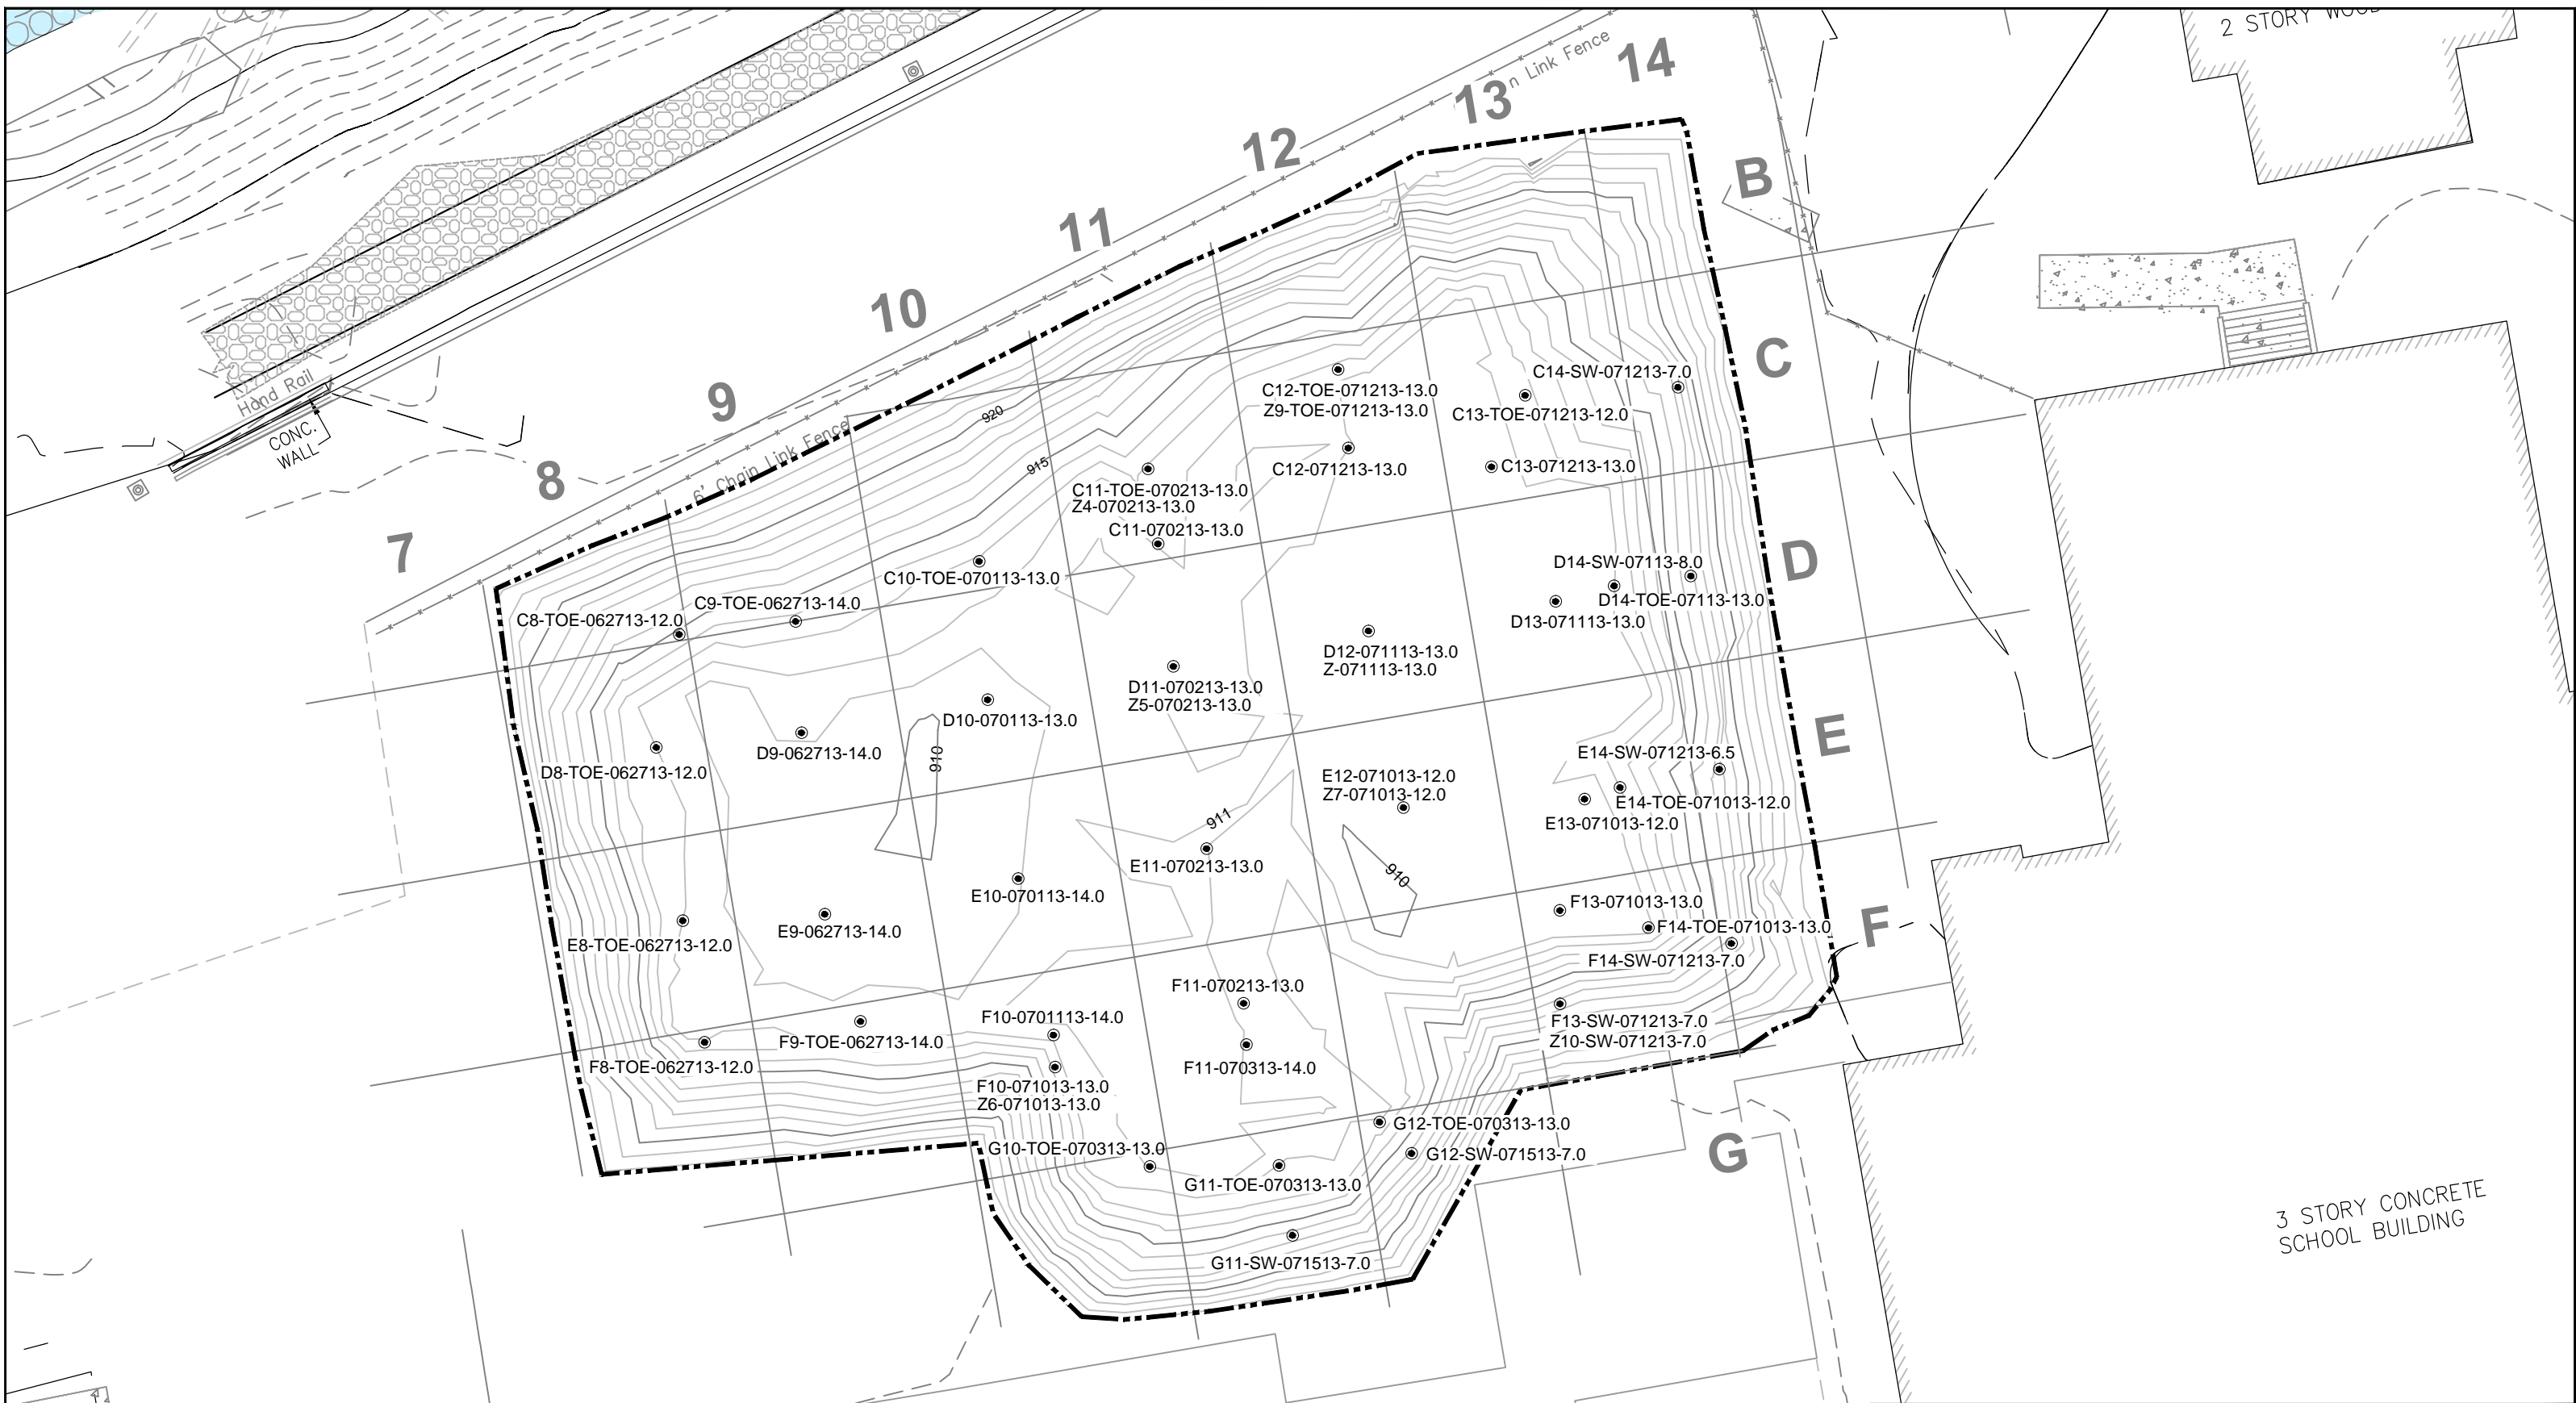 2 STORY
14
n Link Fence
13
12
B
11
10
C
9
Hand Rail
CONC.
WALL
920
C14-SW-071213-7.0
C12-TOE-071213-13.0
Z9-TOE-071213-13.0
C13-TOE-071213-12.0
6' Chain Link Fence
915
8
C12-071213-13.0
C13-071213-13.0
C11-TOE-070213-13.0
Z4-070213-13.0
C11-070213-13.0
7
D
C10-TOE-070113-13.0
D14-SW-07113-8.0
D14-TOE-07113-13.0
C9-TOE-062713-14.0
C8-TOE-062713-12.0
D13-071113-13.0
D12-071113-13.0
Z-071113-13.0
D11-070213-13.0
Z5-070213-13.0
D10-070113-13.0
E
D9-062713-14.0
910
E14-SW-071213-6.5
D8-TOE-062713-12.0
E12-071013-12.0
Z7-071013-12.0
E14-TOE-071013-12.0
911
E13-071013-12.0
E11-070213-13.0
910
E10-070113-14.0
F13-071013-13.0
F14-TOE-071013-13.0
F
E9-062713-14.0
E8-TOE-062713-12.0
F14-SW-071213-7.0
F11-070213-13.0
F10-0701113-14.0
F13-SW-071213-7.0
Z10-SW-071213-7.0
F9-TOE-062713-14.0
F8-TOE-062713-12.0
F11-070313-14.0
F10-071013-13.0
Z6-071013-13.0
G12-TOE-070313-13.0
G10-TOE-070313-13.0
G12-SW-071513-7.0
G
G11-TOE-070313-13.0
3 STORY CONCRETE
SCHOOL BUILDING
G11-SW-071513-7.0